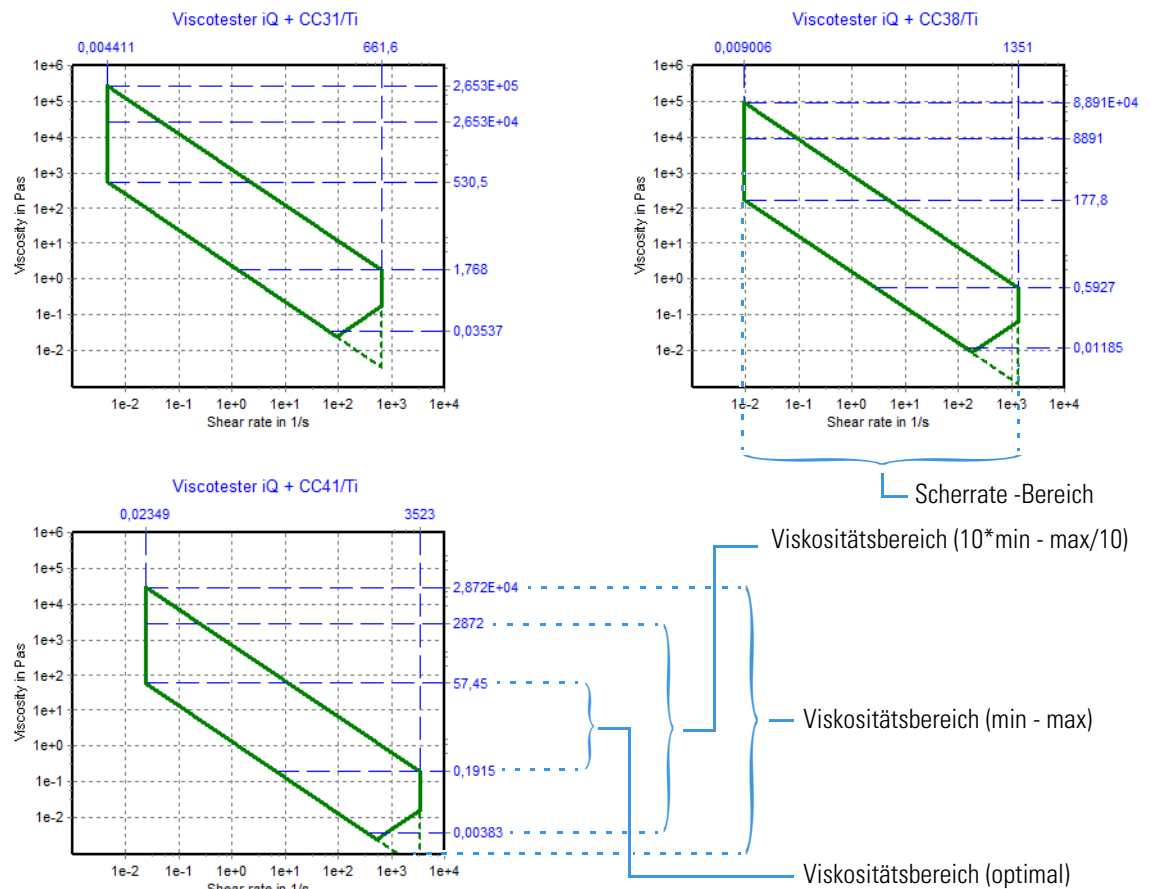 Viscotester iQ + CC31/Ti
0,004411 661,6
1e+6
1e+5
1e+4
1e+3
1e+2
1e+1
1e+0
1e-1
1e-2
Viscosity in Pas
2,653E+05
2,653E+04
530,5
1,768
0,03537
1e-2 1e-1 1e+0 1e+1 1e+2 1e+3 1e+4
Shear rate in 1/s
Viscotester iQ + CC38/Ti
0,009006 1351
1e+6
1e+5
1e+4
1e+3
1e+2
1e+1
1e+0
1e-1
1e-2
Viscosity in Pas
8,891E+04
8891
177,8
0,5927
0,01185
1e-2 1e-1 1e+0 1e+1 1e+2 1e+3 1e+4
Shear rate in 1/s
Scherrate -Bereich
Viscotester iQ + CC41/Ti
0,02349 3523
1e+6
1e+5
1e+4
1e+3
1e+2
1e+1
1e+0
1e-1
1e-2
Viscosity in Pas
2,872E+04
2872
57,45
0,1915
0,00383
1e-2 1e-1 1e+0 1e+1 1e+2 1e+3 1e+4
Shear rate in 1/s
Viskositätsbereich (10*min - max/10)
Viskositätsbereich (min - max)
Viskositätsbereich (optimal)